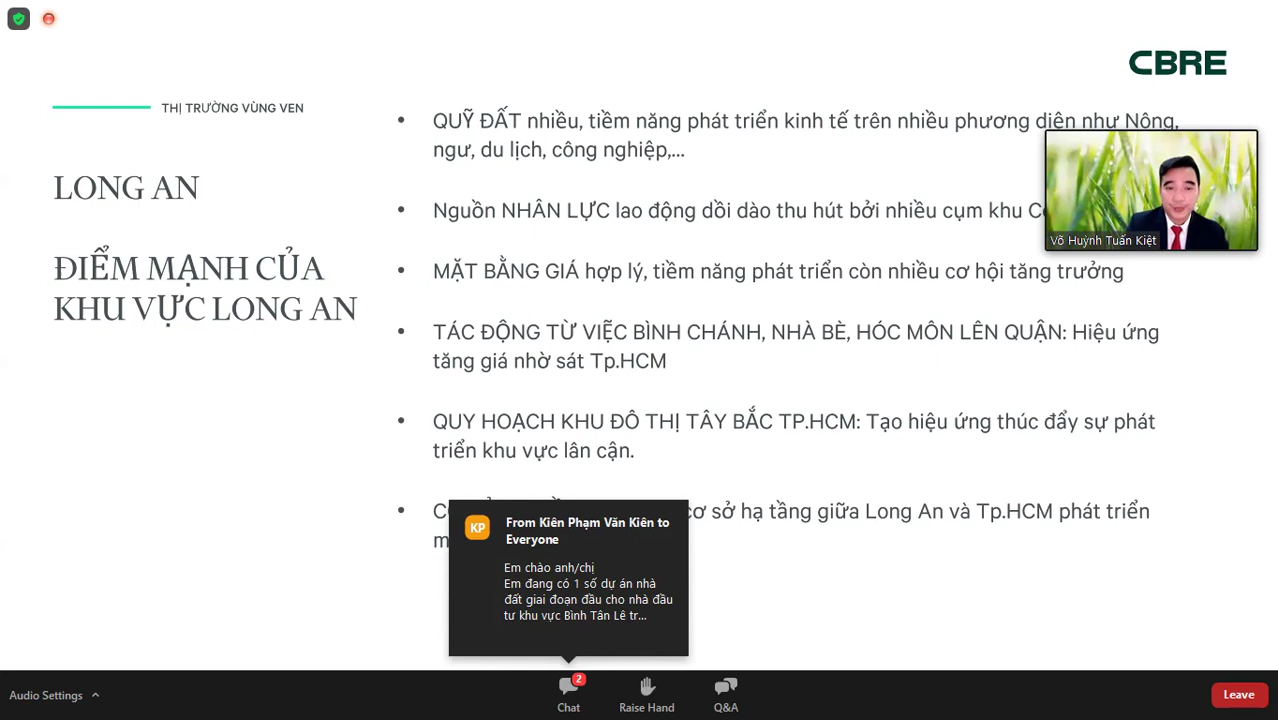 CBRE
THỊ TRƯỜNG VÙNG VEN
LONG AN
ĐIỂM MẠNH CỦA
KHU VỰC LONG AN
• QUỸ ĐẤT nhiều, tiềm năng phát triển kinh tế trên nhiều phương diện như Nông,
ngư, du lịch, công nghiệp,...
• Nguồn NHÂN LỰC lao động dồi dào thu hút bởi nhiều cụm khu
• MẶT BẰNG GIÁ hợp lý, tiềm năng phát triển còn nhiều cơ hội tăng trưởng
• TÁC ĐỘNG TỪ VIỆC BÌNH CHÁNH, NHÀ BÈ, HÓC MÔN LÊN QUẬN: Hiệu ứng
tăng giá nhờ sát Tp.HCM
• QUY HOẠCH KHU ĐÔ THỊ TÂY BẮC TP.HCM: Tạo hiệu ứng thúc đẩy sự phát
triển khu vực lân cận.
• cơ sở hạ tầng giữa Long An và Tp.HCM phát triển
Võ Huỳnh Tuấn Kiệt
KP
From Kiên Phạm Văn Kiên to
Everyone
Em chào anh/chị
Em đang có 1 số dự án nhà
đất giai đoạn đầu cho nhà đầu
tư khu vực Bình Tân Lê tr...
Audio Settings
2
Chat
Raise Hand
Q&A
Leave